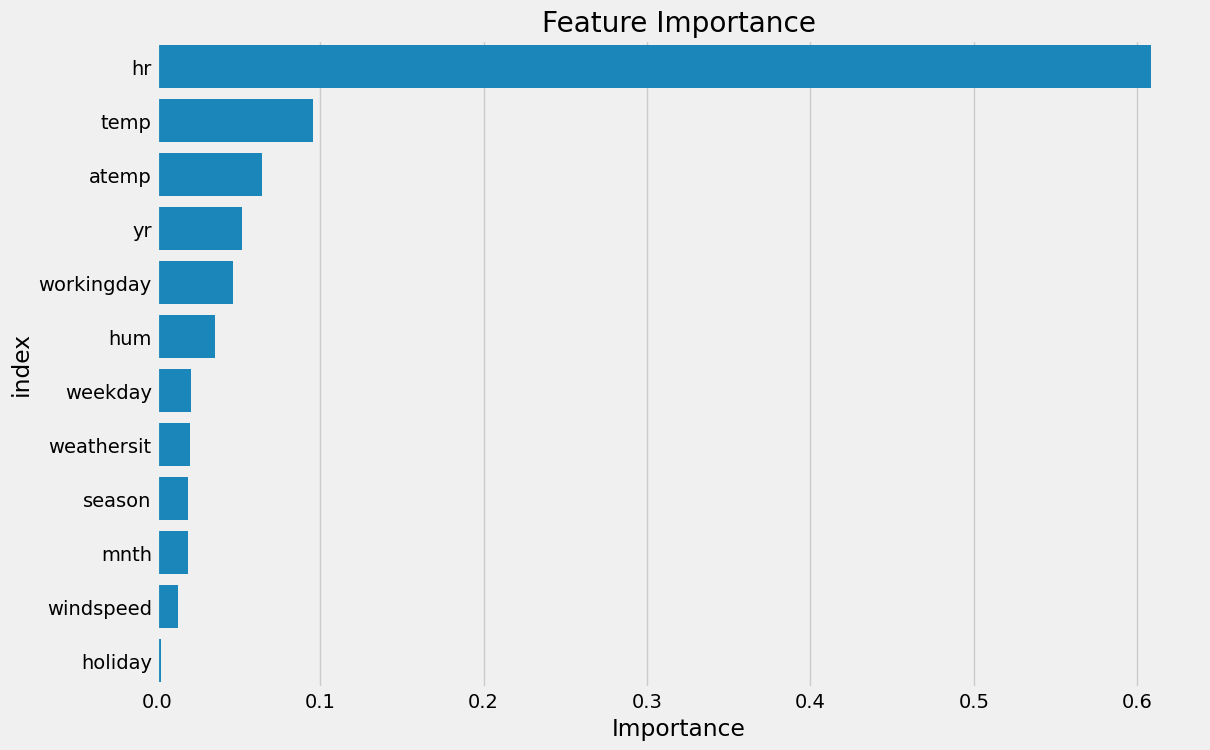 Feature Importance
hr
temp
atemp
yr
workingday
hum
weekday
weathersit
season
mnth
windspeed
holiday
index
0.0 0.1 0.2 0.3 0.4 0.5 0.6
Importance